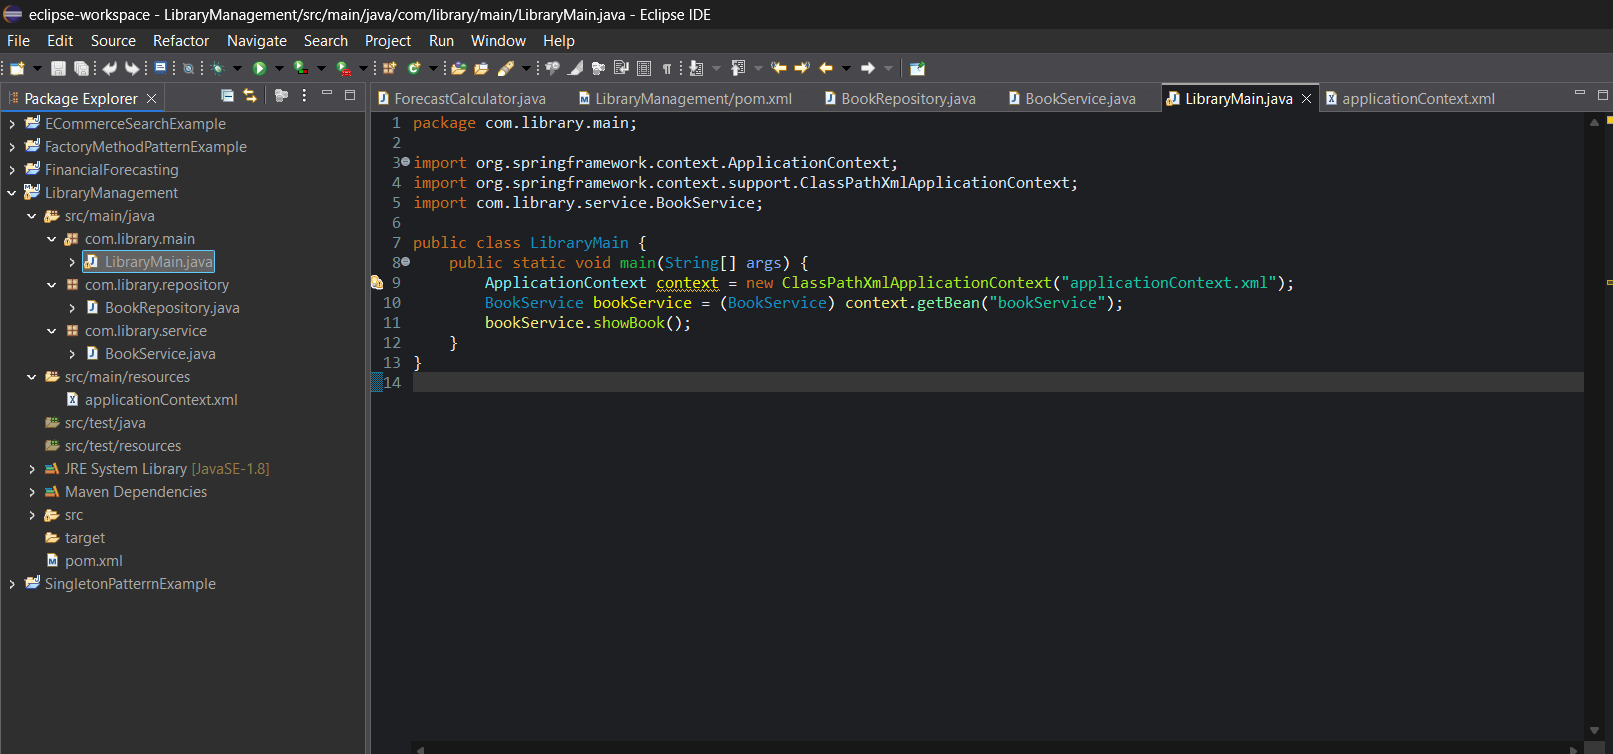 eclipse-workspace - LibraryManagement/src/main/java/com/library/main/LibraryMain.java - Eclipse IDE
File Edit Source Refactor Navigate Search Project Run Window Help
Package Explorer
ECommerceSearchExample
FactoryMethodPatternExample
FinancialForecasting
LibraryManagement
src/main/java
com.library.main
LibraryMain.java
com.library.repository
BookRepository.java
com.library.service
BookService.java
src/main/resources
applicationContext.xml
src/test/java
src/test/resources
JRE System Library [JavaSE-1.8]
Maven Dependencies
src
target
pom.xml
SingletonPatterrnExample
ForecastCalculator.java LibraryManagement/pom.xml BookRepository.java BookService.java LibraryMain.java applicationContext.xml
1 package com.library.main;
2
3 import org.springframework.context.ApplicationContext;
4 import org.springframework.context.support.ClassPathXmlApplicationContext;
5 import com.library.service.BookService;
6
7 public class LibraryMain {
8     public static void main(String[] args) {
9         ApplicationContext context = new ClassPathXmlApplicationContext("applicationContext.xml");
10         BookService bookService = (BookService) context.getBean("bookService");
11         bookService.showBook();
12     }
13 }
14